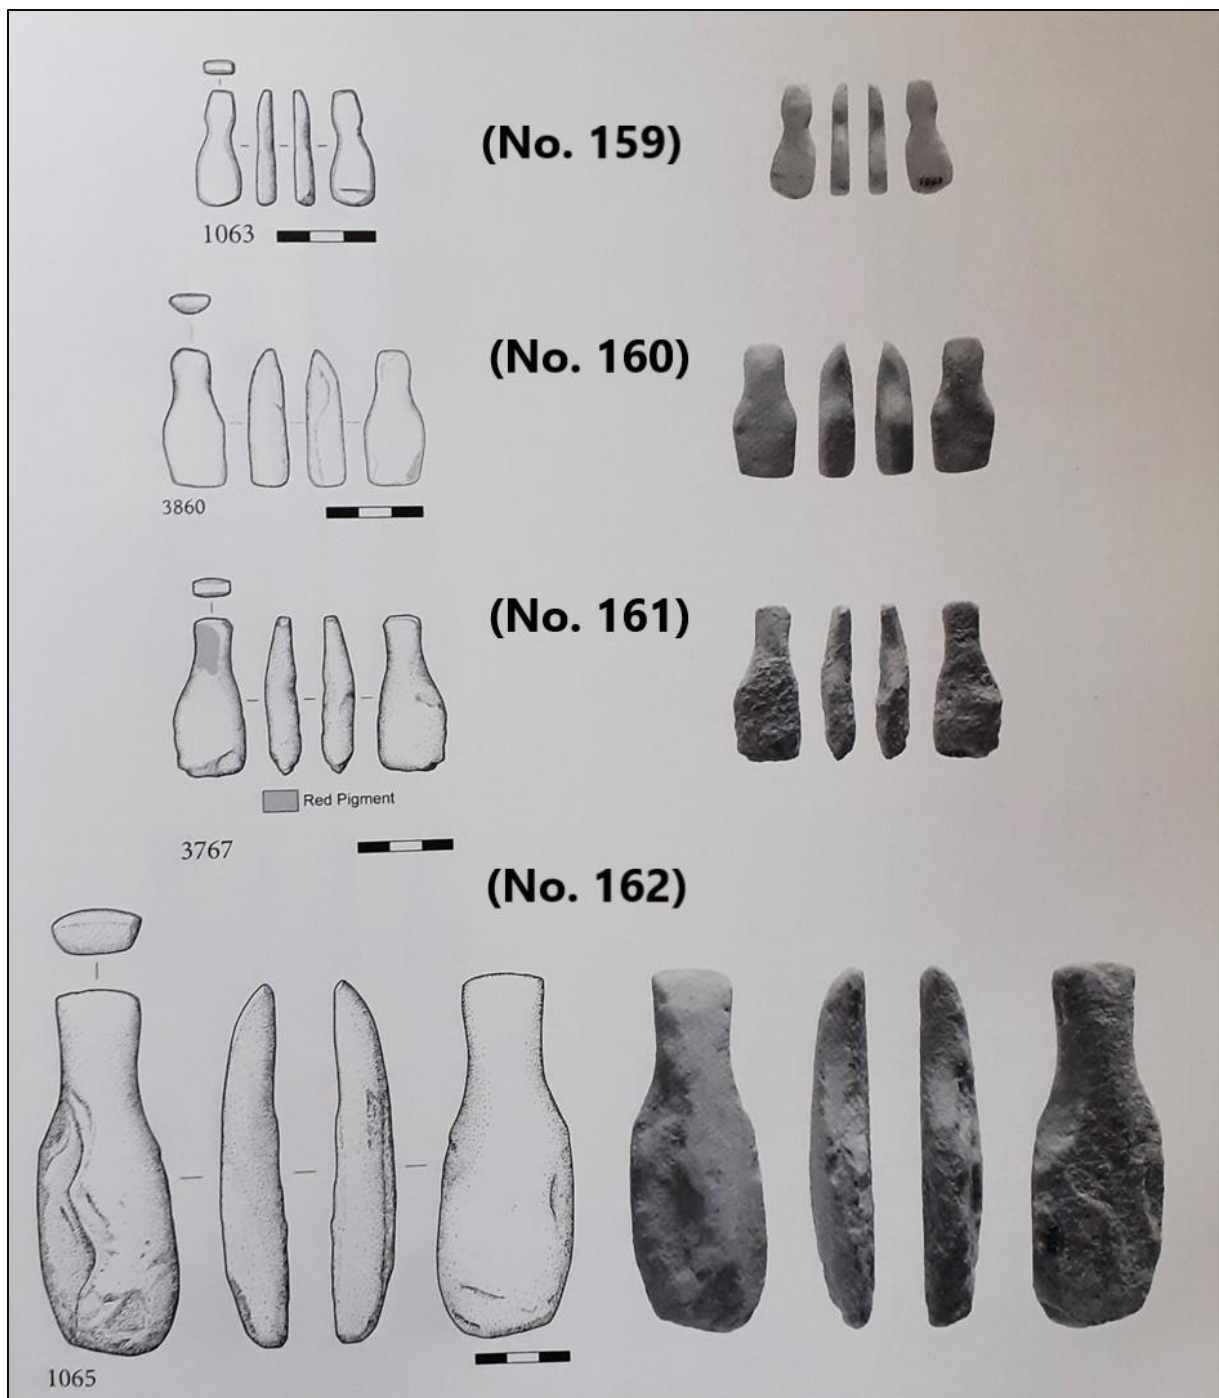 (No. 159)
1063
(No. 160)
3860
(No. 161)
Red Pigment
3767
(No. 162)
1065